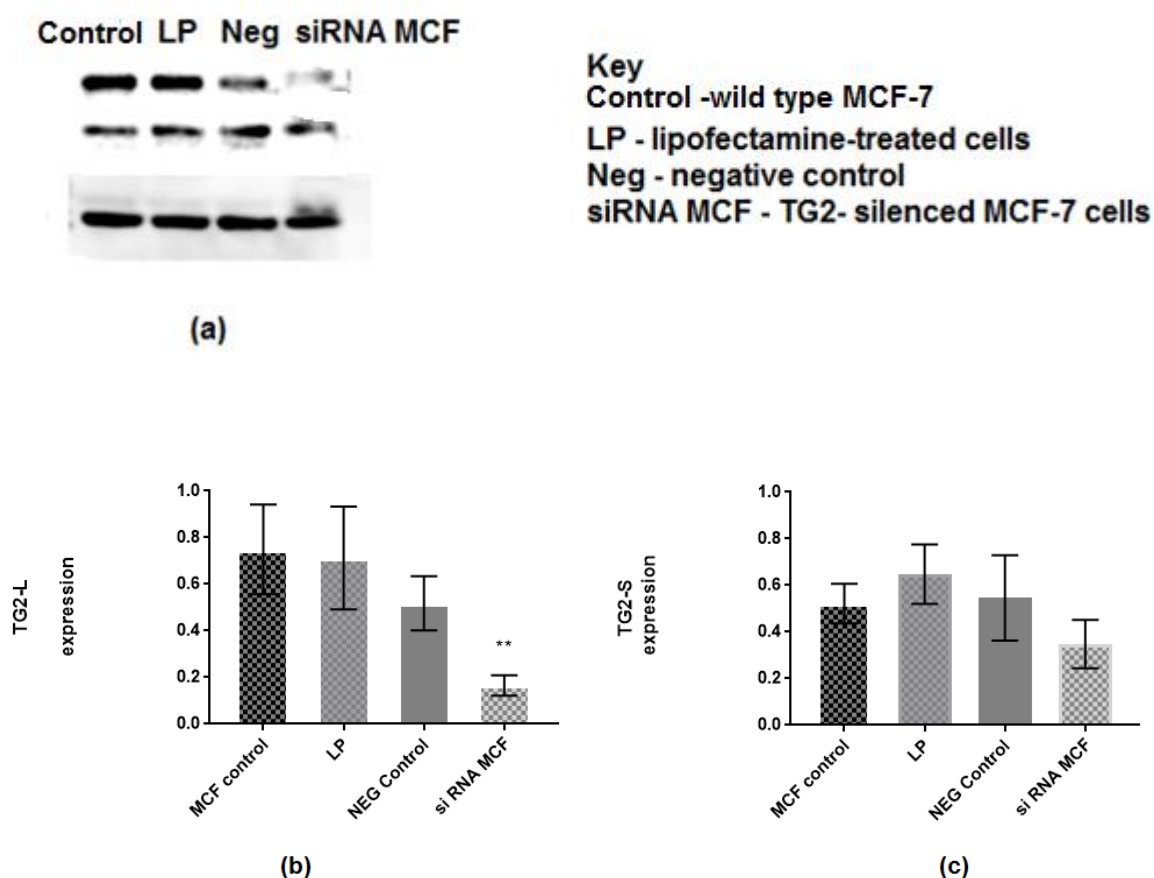 Control LP Neg siRNA MCF
Key
Control -wild type MCF-7
LP - lipofectamine-treated cells
Neg - negative control
siRNA MCF - TG2- silenced MCF-7 cells
(a)
TG2-L
expression
1.0
0.8
0.6
0.4
0.2
0.0
**
MCF control
LP
NEG Control
si RNA MCF
(b)
TG2-S
expression
1.0
0.8
0.6
0.4
0.2
0.0
MCF control
LP
NEG Control
si RNA MCF
(c)